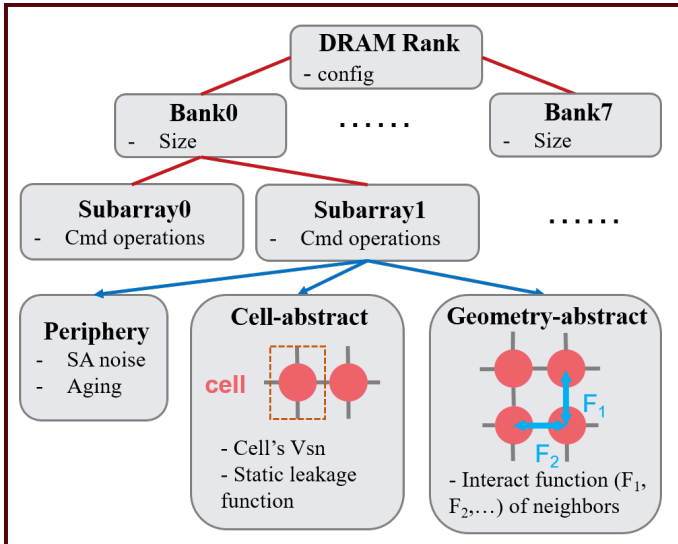 DRAM Rank
- config
Bank0
- Size
......
Bank7
- Size
Subarray0
- Cmd operations
Subarray1
- Cmd operations
......
Periphery
- SA noise
- Aging
Cell-abstract
cell
- Cell's Vsn
- Static leakage
function
Geometry-abstract
F₁
F₂
- Interact function (F₁,
F₂,...) of neighbors